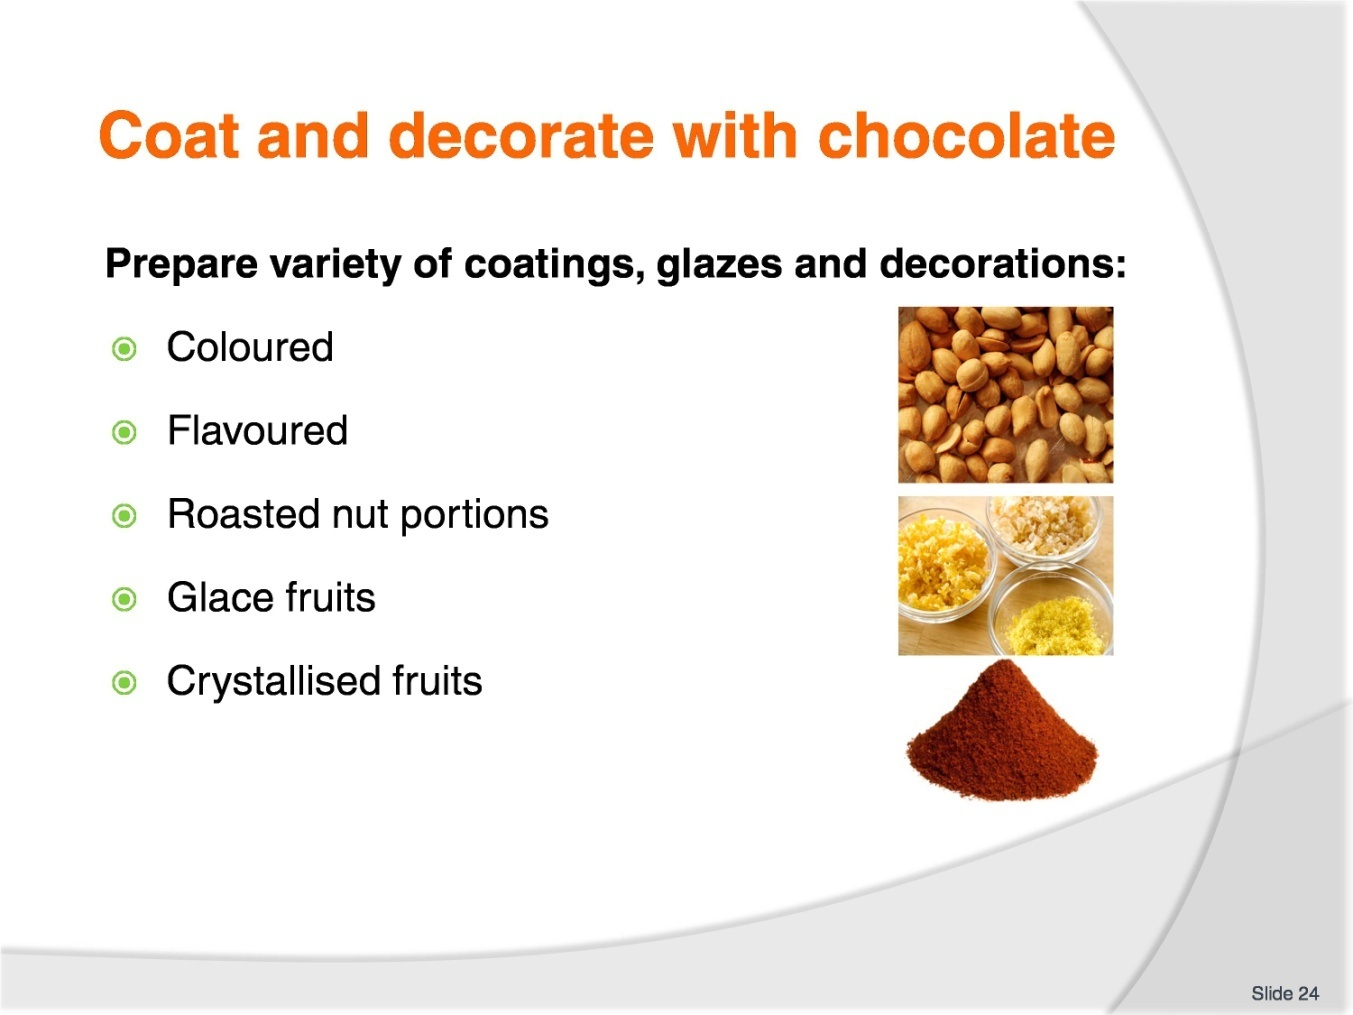 Coat and decorate with chocolate
Prepare variety of coatings, glazes and decorations:
Coloured
Flavoured
Roasted nut portions
Glace fruits
Crystallised fruits
Slide 24